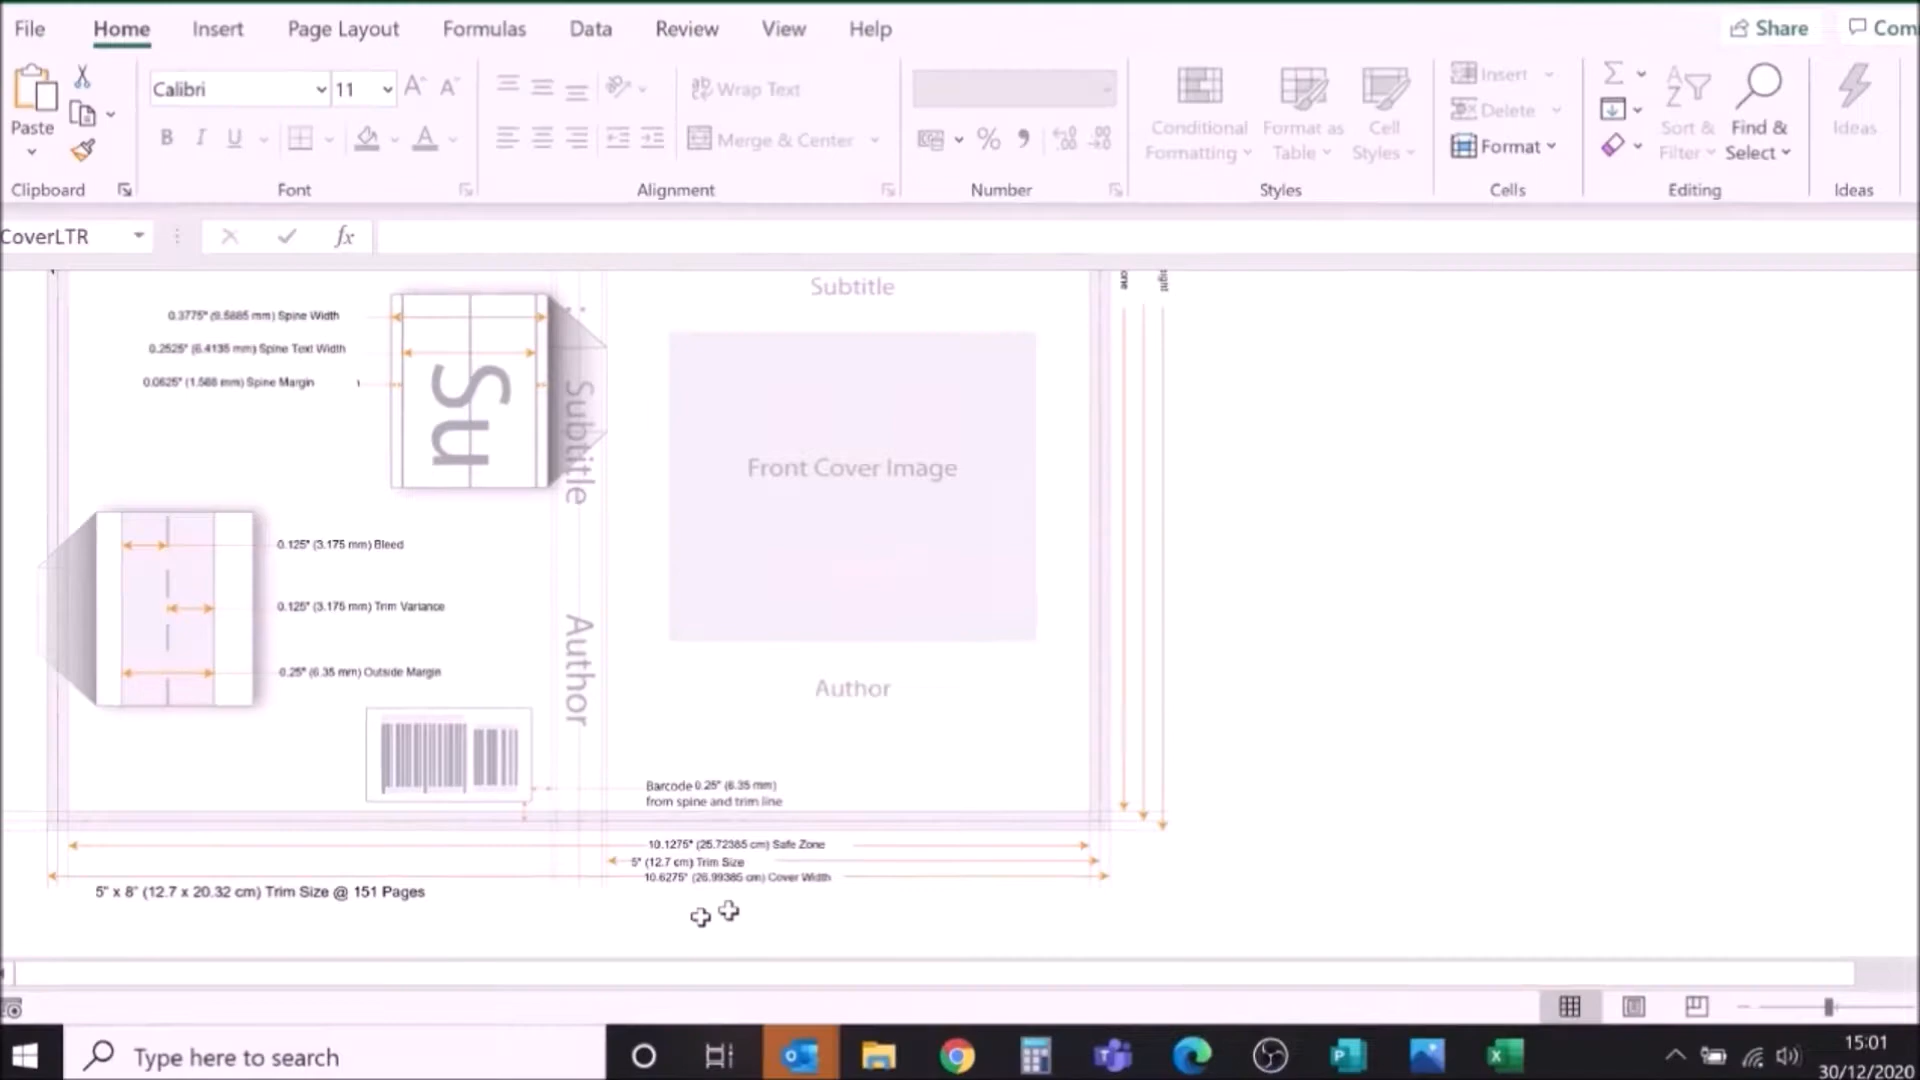 File Home Insert Page Layout Formulas Data Review View Help Share Com
Calibri 11 Wrap Text Insert
Paste B I U Merge & Center % Conditional Formatting Format as Table Cell Styles Delete Format Sort & Filter Find & Select Ideas
Clipboard Font Alignment Number Styles Cells Editing Ideas
CoverLTR fx
Subtitle
0.3775" (9.5885 mm) Spine Width
0.2525" (6.4135 mm) Spine Text Width
0.0625" (1.588 mm) Spine Margin
Su
Subtitle
Front Cover Image
0.125" (3.175 mm) Bleed
0.125" (3.175 mm) Trim Variance
0.25" (6.35 mm) Outside Margin
Author
Author
Barcode 0.25" (6.35 mm)
from spine and trim line
10.1275" (25.72385 cm) Safe Zone
5" (12.7 cm) Trim Size
10.6275" (26.99385 cm) Cover Width
5" x 8" (12.7 x 20.32 cm) Trim Size @ 151 Pages
Type here to search
15:01
30/12/2020